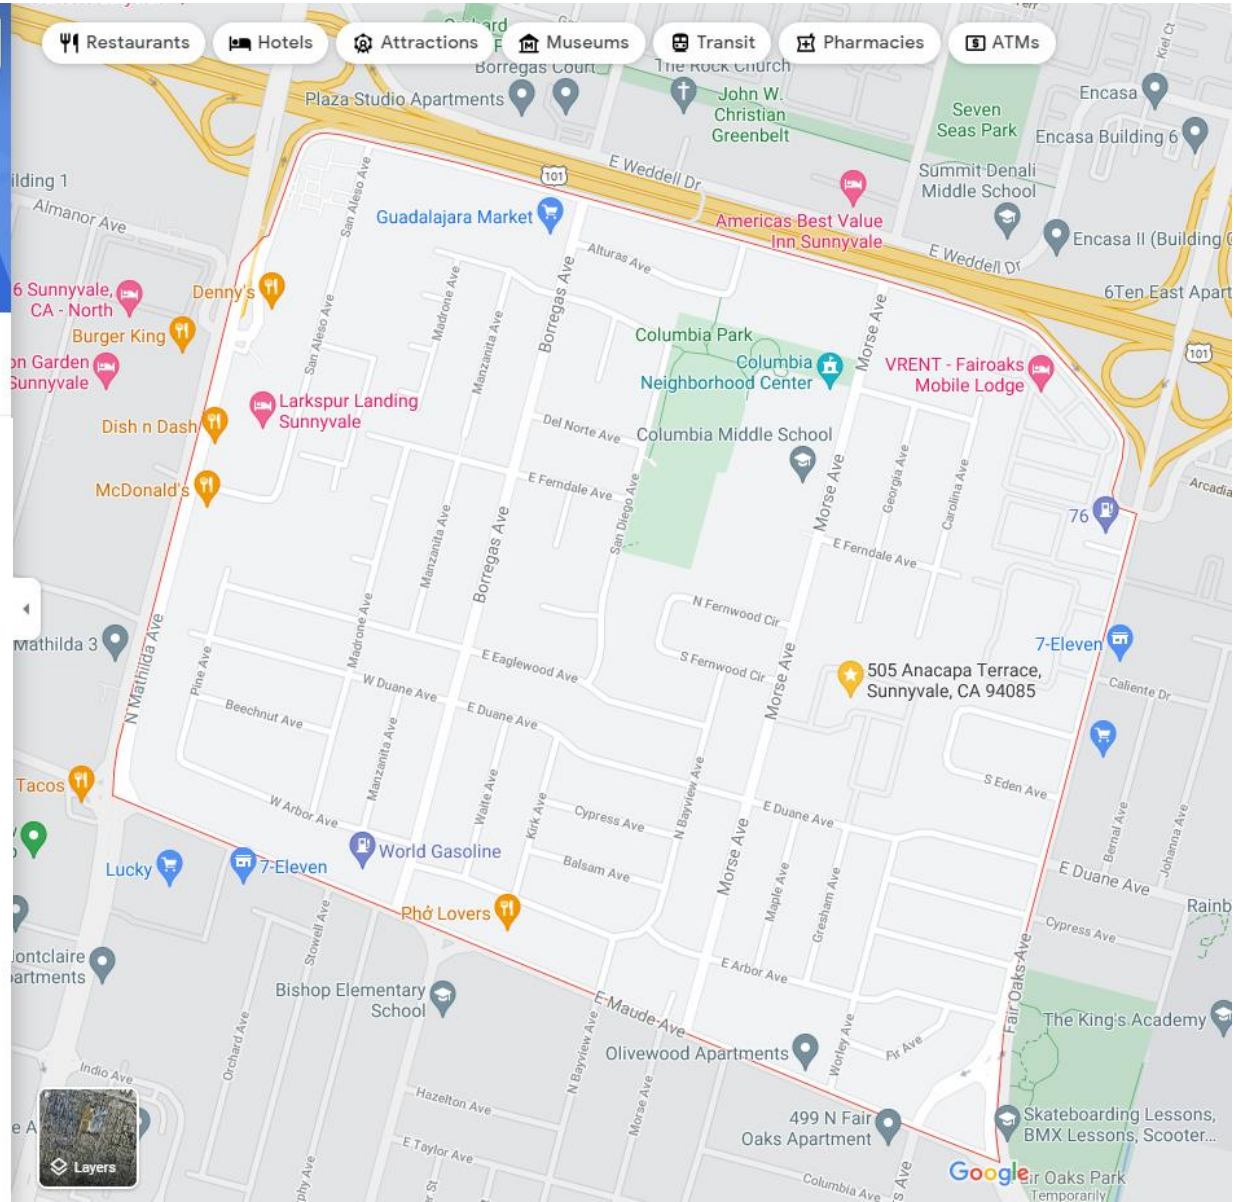 Restaurants
Hotels
Attractions
Museums
Transit
Pharmacies
ATMs
Borregas Court
The Rock Church
Kiel Ct
Plaza Studio Apartments
John W.
Christian
Greenbelt
Seven
Seas Park
Encasa
Encasa Building 6
E Weddell Dr
101
Summit Denali
Middle School
ilding 1
Almanor Ave
San Aleso Ave
Guadalajara Market
Americas Best Value
Inn Sunnyvale
E Weddell Dr
Encasa II (Building
Alturas Ave
6 Sunnyvale,
CA - North
Denny's
Burger King
San Aleso Ave
Madrone Ave
Manzanita Ave
Borregas Ave
6Ten East Apart
Columbia Park
Columbia
Neighborhood Center
Morse Ave
VRENT - Fairoaks
Mobile Lodge
101
on Garden
Sunnyvale
Larkspur Landing
Sunnyvale
Dish n Dash
Del Norte Ave
Columbia Middle School
McDonald's
E Ferndale Ave
San Diego Ave
Morse Ave
Georgia Ave
Carolina Ave
76
Arcadia
Manzanita Ave
Borregas Ave
E Ferndale Ave
N Fernwood Cir
S Fernwood Cir
Mathilda 3
N Mathilda Ave
Pine Ave
Madrone Ave
E Eaglewood Ave
Morse Ave
7-Eleven
505 Anacapa Terrace,
Sunnyvale, CA 94085
Caliente Dr
W Duane Ave
E Duane Ave
Beechnut Ave
Manzanita Ave
Tacos
W Arbor Ave
Waite Ave
Kirk Ave
Cypress Ave
N Bayview Ave
E Duane Ave
S Eden Ave
Bernal Ave
Johanna Ave
World Gasoline
Lucky
7-Eleven
Balsam Ave
Morse Ave
Maple Ave
Gresham Ave
E Duane Ave
Phở Lovers
Rainb
Cypress Ave
Stowell Ave
ontclaire
partments
E Arbor Ave
Fair Oaks Ave
Bishop Elementary
School
E Maude Ave
The King's Academy
Orchard Ave
N Bayview Ave
Olivewood Apartments
Worley Ave
Fir Ave
Indio Ave
Hazelton Ave
Morse Ave
499 N Fair
Oaks Apartment
Skateboarding Lessons,
BMX Lessons, Scooter...
E Taylor Ave
Layers
Google
ir Oaks Park
Temporarily
Columbia Ave